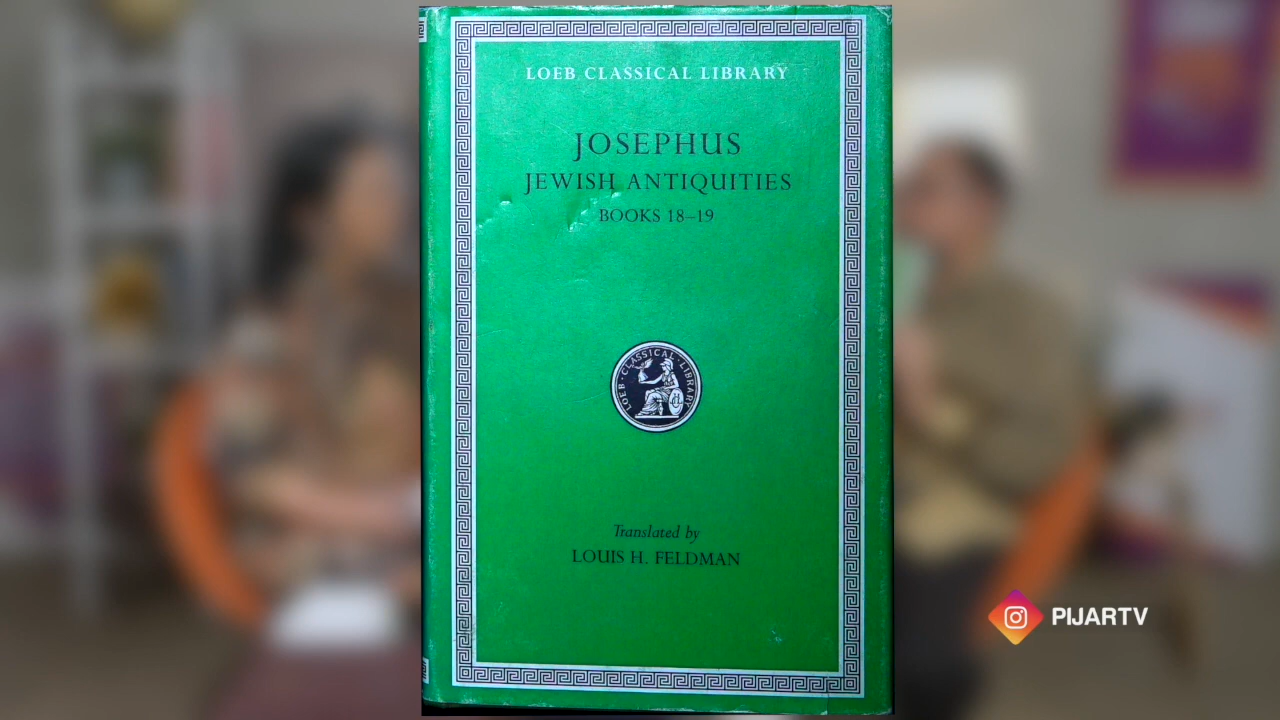 LOEB CLASSICAL LIBRARY
JOSEPHUS
JEWISH ANTIQUITIES
BOOKS 18–19
LOEB · CLASSICAL · LIBRARY
Translated by
LOUIS H. FELDMAN
PIJARTV